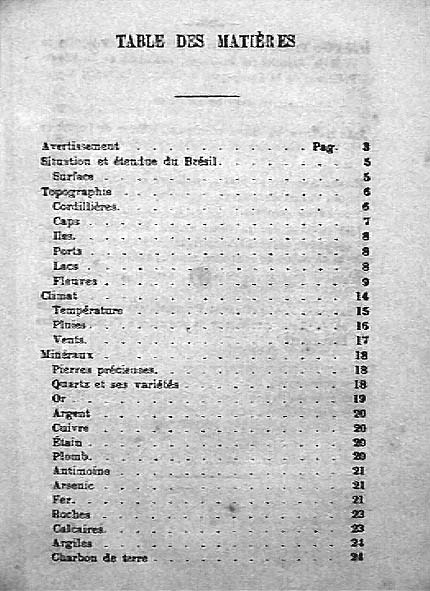 TABLE DES MATIÈRES
Avertissement . . . . . . . . . . . Pag. 3
Situation et étendue du Brésil. . . . . . . . 5
Surface . . . . . . . . . . . . . . 5
Topographie . . . . . . . . . . . . . 6
Cordillières. . . . . . . . . . . . . 6
Caps . . . . . . . . . . . . . . 7
Iles. . . . . . . . . . . . . . . 8
Ports . . . . . . . . . . . . . . 8
Lacs . . . . . . . . . . . . . . 8
Fleuves . . . . . . . . . . . . . . 9
Climat . . . . . . . . . . . . . . 14
Température . . . . . . . . . . . . 15
Pluies . . . . . . . . . . . . . . 16
Vents. . . . . . . . . . . . . . . 17
Minéraux . . . . . . . . . . . . . . 18
Pierres précieuses. . . . . . . . . . . 18
Quartz et ses variétés . . . . . . . . . 18
Or . . . . . . . . . . . . . . . 19
Argent . . . . . . . . . . . . . . 20
Cuivre . . . . . . . . . . . . . . 20
Étain . . . . . . . . . . . . . . 20
Plomb. . . . . . . . . . . . . . . 20
Antimoine . . . . . . . . . . . . . 21
Arsenic . . . . . . . . . . . . . . 21
Fer. . . . . . . . . . . . . . . . 21
Roches . . . . . . . . . . . . . . 23
Calcaires. . . . . . . . . . . . . . 23
Argiles . . . . . . . . . . . . . . 24
Charbon de terre . . . . . . . . . . . 24